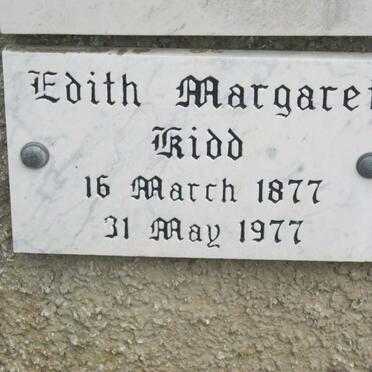 Edith Margaret
Kidd
16 March 1877
31 May 1977